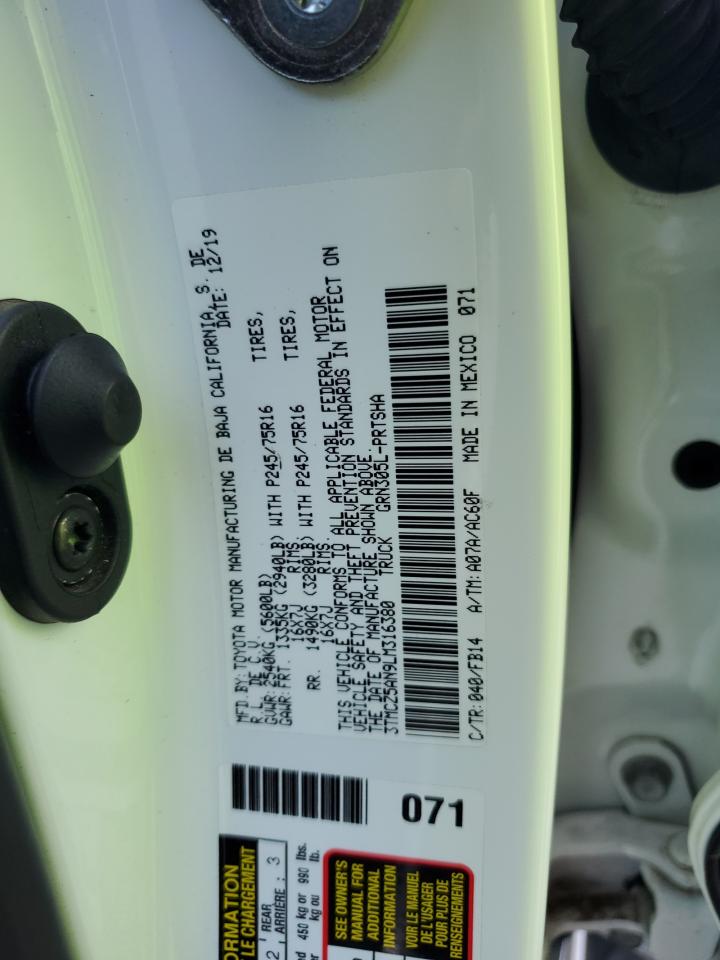 MFD.BY: TOYOTA MOTOR MANUFACTURING DE BAJA CALIFORNIA, S. DE
R.L. DE C.V. DATE: 12/19
GVWR: 2540KG (5600LB)
GAWR: FRT. 1335KG (2940LB) WITH P245/75R16 TIRES,
16X7J RIMS.
RR. 1490KG (3280LB) WITH P245/75R16 TIRES,
16X7J RIMS.
THIS VEHICLE CONFORMS TO ALL APPLICABLE FEDERAL MOTOR
VEHICLE SAFETY AND THEFT PREVENTION STANDARDS IN EFFECT ON
THE DATE OF MANUFACTURE SHOWN ABOVE.
3TMCZ5AN9LM316380 TRUCK GRN305L-PRTSHA
C/TR: 040/FB14 A/TM: A07A/AC60F MADE IN MEXICO 071
071
LE CHARGEMENT
2 REAR
ARRIÈRE : 3
450 kg or 990 lbs.
kg ou lb.
SEE OWNER'S
MANUAL FOR
ADDITIONAL
INFORMATION
VOIR LE MANUEL
DE L'USAGER
POUR PLUS DE
RENSEIGNEMENTS